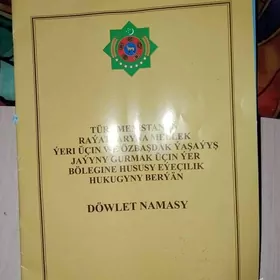 TÜRKMENISTANYŇ
RAÝATLARYNA MELLEK
ÝERI ÜÇIN WE ÖZBAŞDAK ÝAŞAÝYŞ
JAÝYNY GURMAK ÜÇIN ÝER
BÖLEGINE HUSUSY EÝEÇILIK
HUKUGYNY BERÝÄN
DÖWLET NAMASY